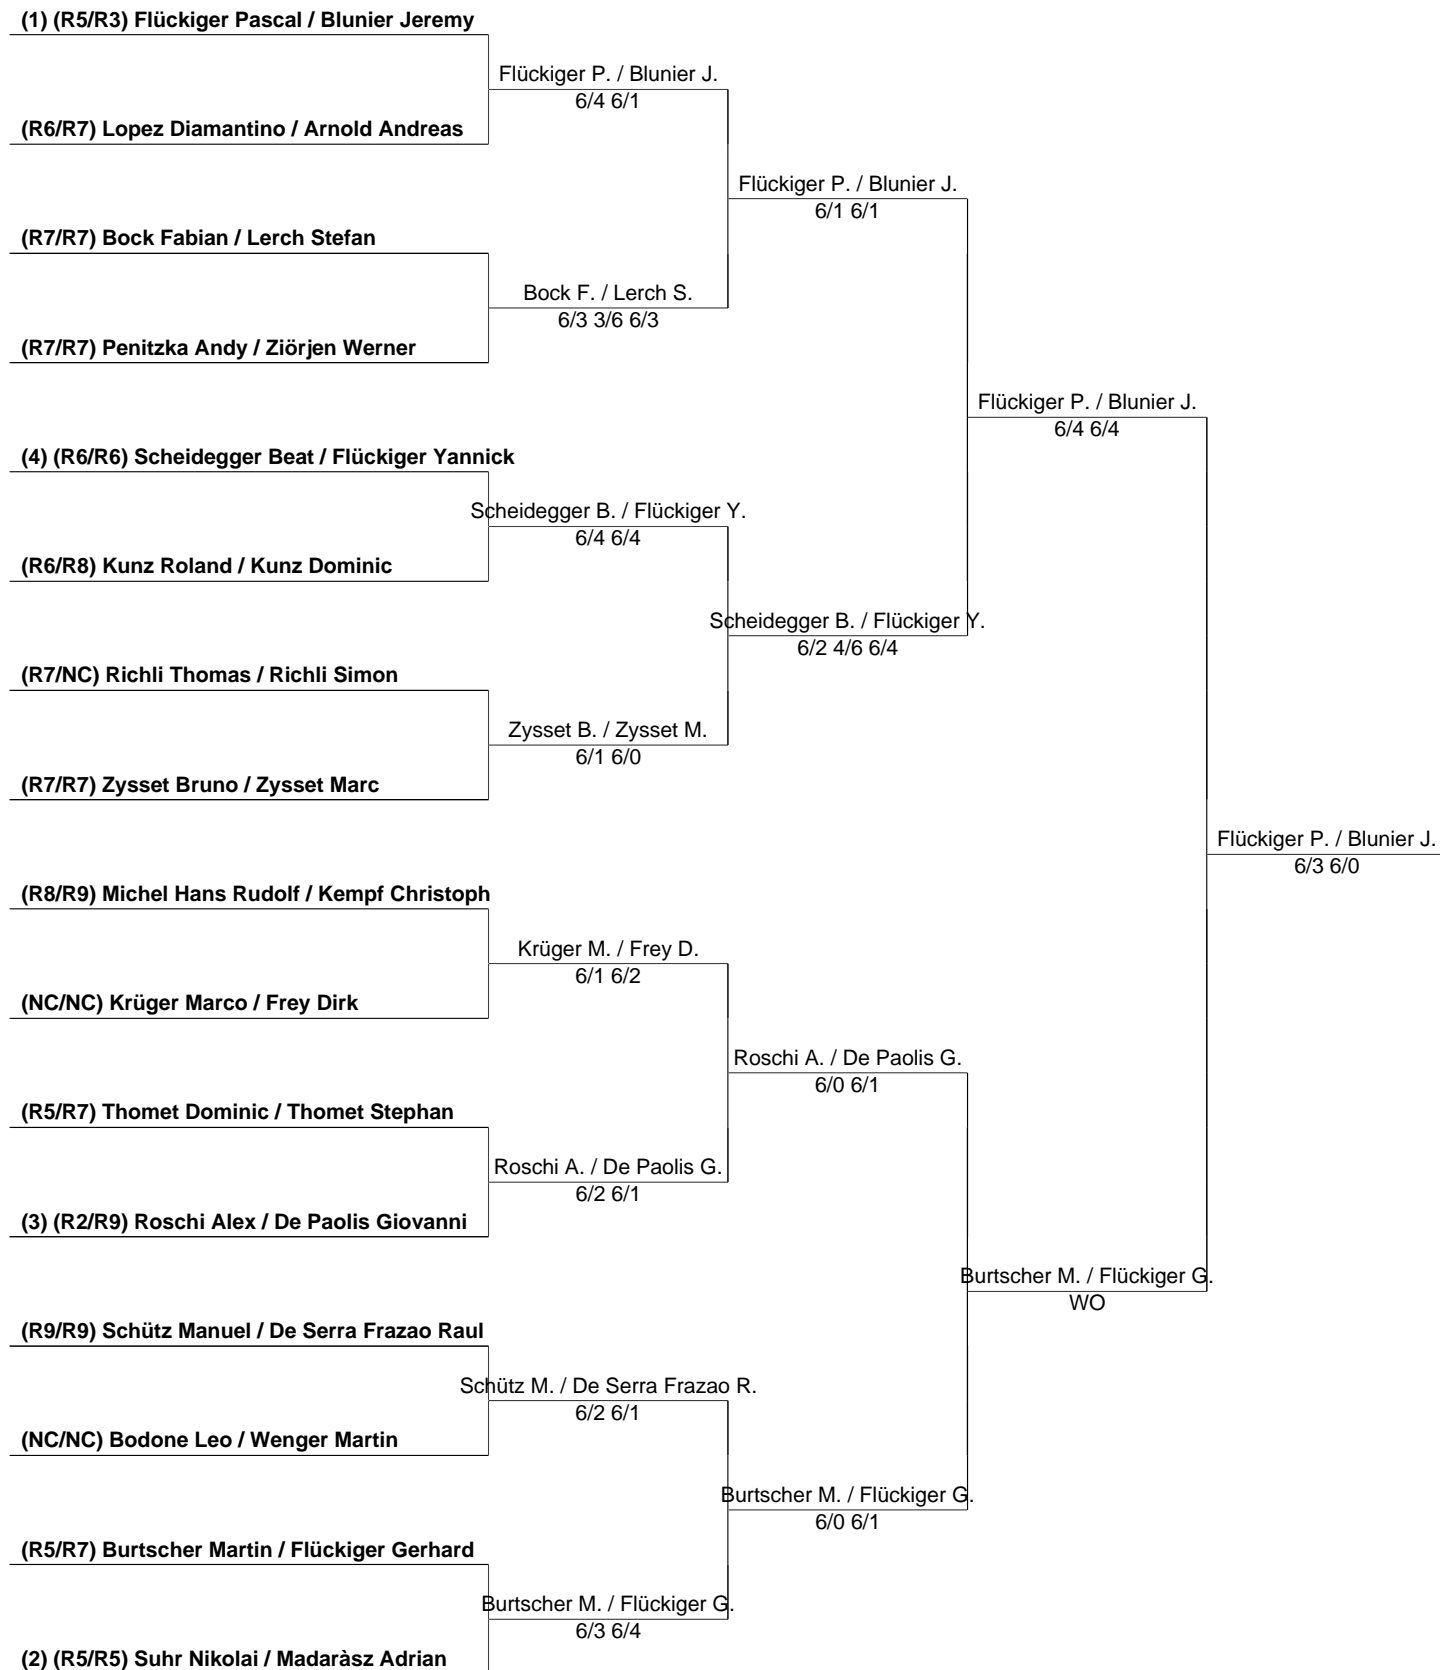 (1) (R5/R3) Flückiger Pascal / Blunier Jeremy
Flückiger P. / Blunier J.
6/4 6/1
(R6/R7) Lopez Diamantino / Arnold Andreas
Flückiger P. / Blunier J.
6/1 6/1
(R7/R7) Bock Fabian / Lerch Stefan
Bock F. / Lerch S.
6/3 3/6 6/3
(R7/R7) Penitzka Andy / Ziörjen Werner
Flückiger P. / Blunier J.
6/4 6/4
(4) (R6/R6) Scheidegger Beat / Flückiger Yannick
Scheidegger B. / Flückiger Y.
6/4 6/4
(R6/R8) Kunz Roland / Kunz Dominic
Scheidegger B. / Flückiger Y.
6/2 4/6 6/4
(R7/NC) Richli Thomas / Richli Simon
Zysset B. / Zysset M.
6/1 6/0
(R7/R7) Zysset Bruno / Zysset Marc
Flückiger P. / Blunier J.
6/3 6/0
(R8/R9) Michel Hans Rudolf / Kempf Christoph
Krüger M. / Frey D.
6/1 6/2
(NC/NC) Krüger Marco / Frey Dirk
Roschi A. / De Paolis G.
6/0 6/1
(R5/R7) Thomet Dominic / Thomet Stephan
Roschi A. / De Paolis G.
6/2 6/1
(3) (R2/R9) Roschi Alex / De Paolis Giovanni
Burtscher M. / Flückiger G.
WO
(R9/R9) Schütz Manuel / De Serra Frazao Raul
Schütz M. / De Serra Frazao R.
6/2 6/1
(NC/NC) Bodone Leo / Wenger Martin
Burtscher M. / Flückiger G.
6/0 6/1
(R5/R7) Burtscher Martin / Flückiger Gerhard
Burtscher M. / Flückiger G.
6/3 6/4
(2) (R5/R5) Suhr Nikolai / Madaràsz Adrian